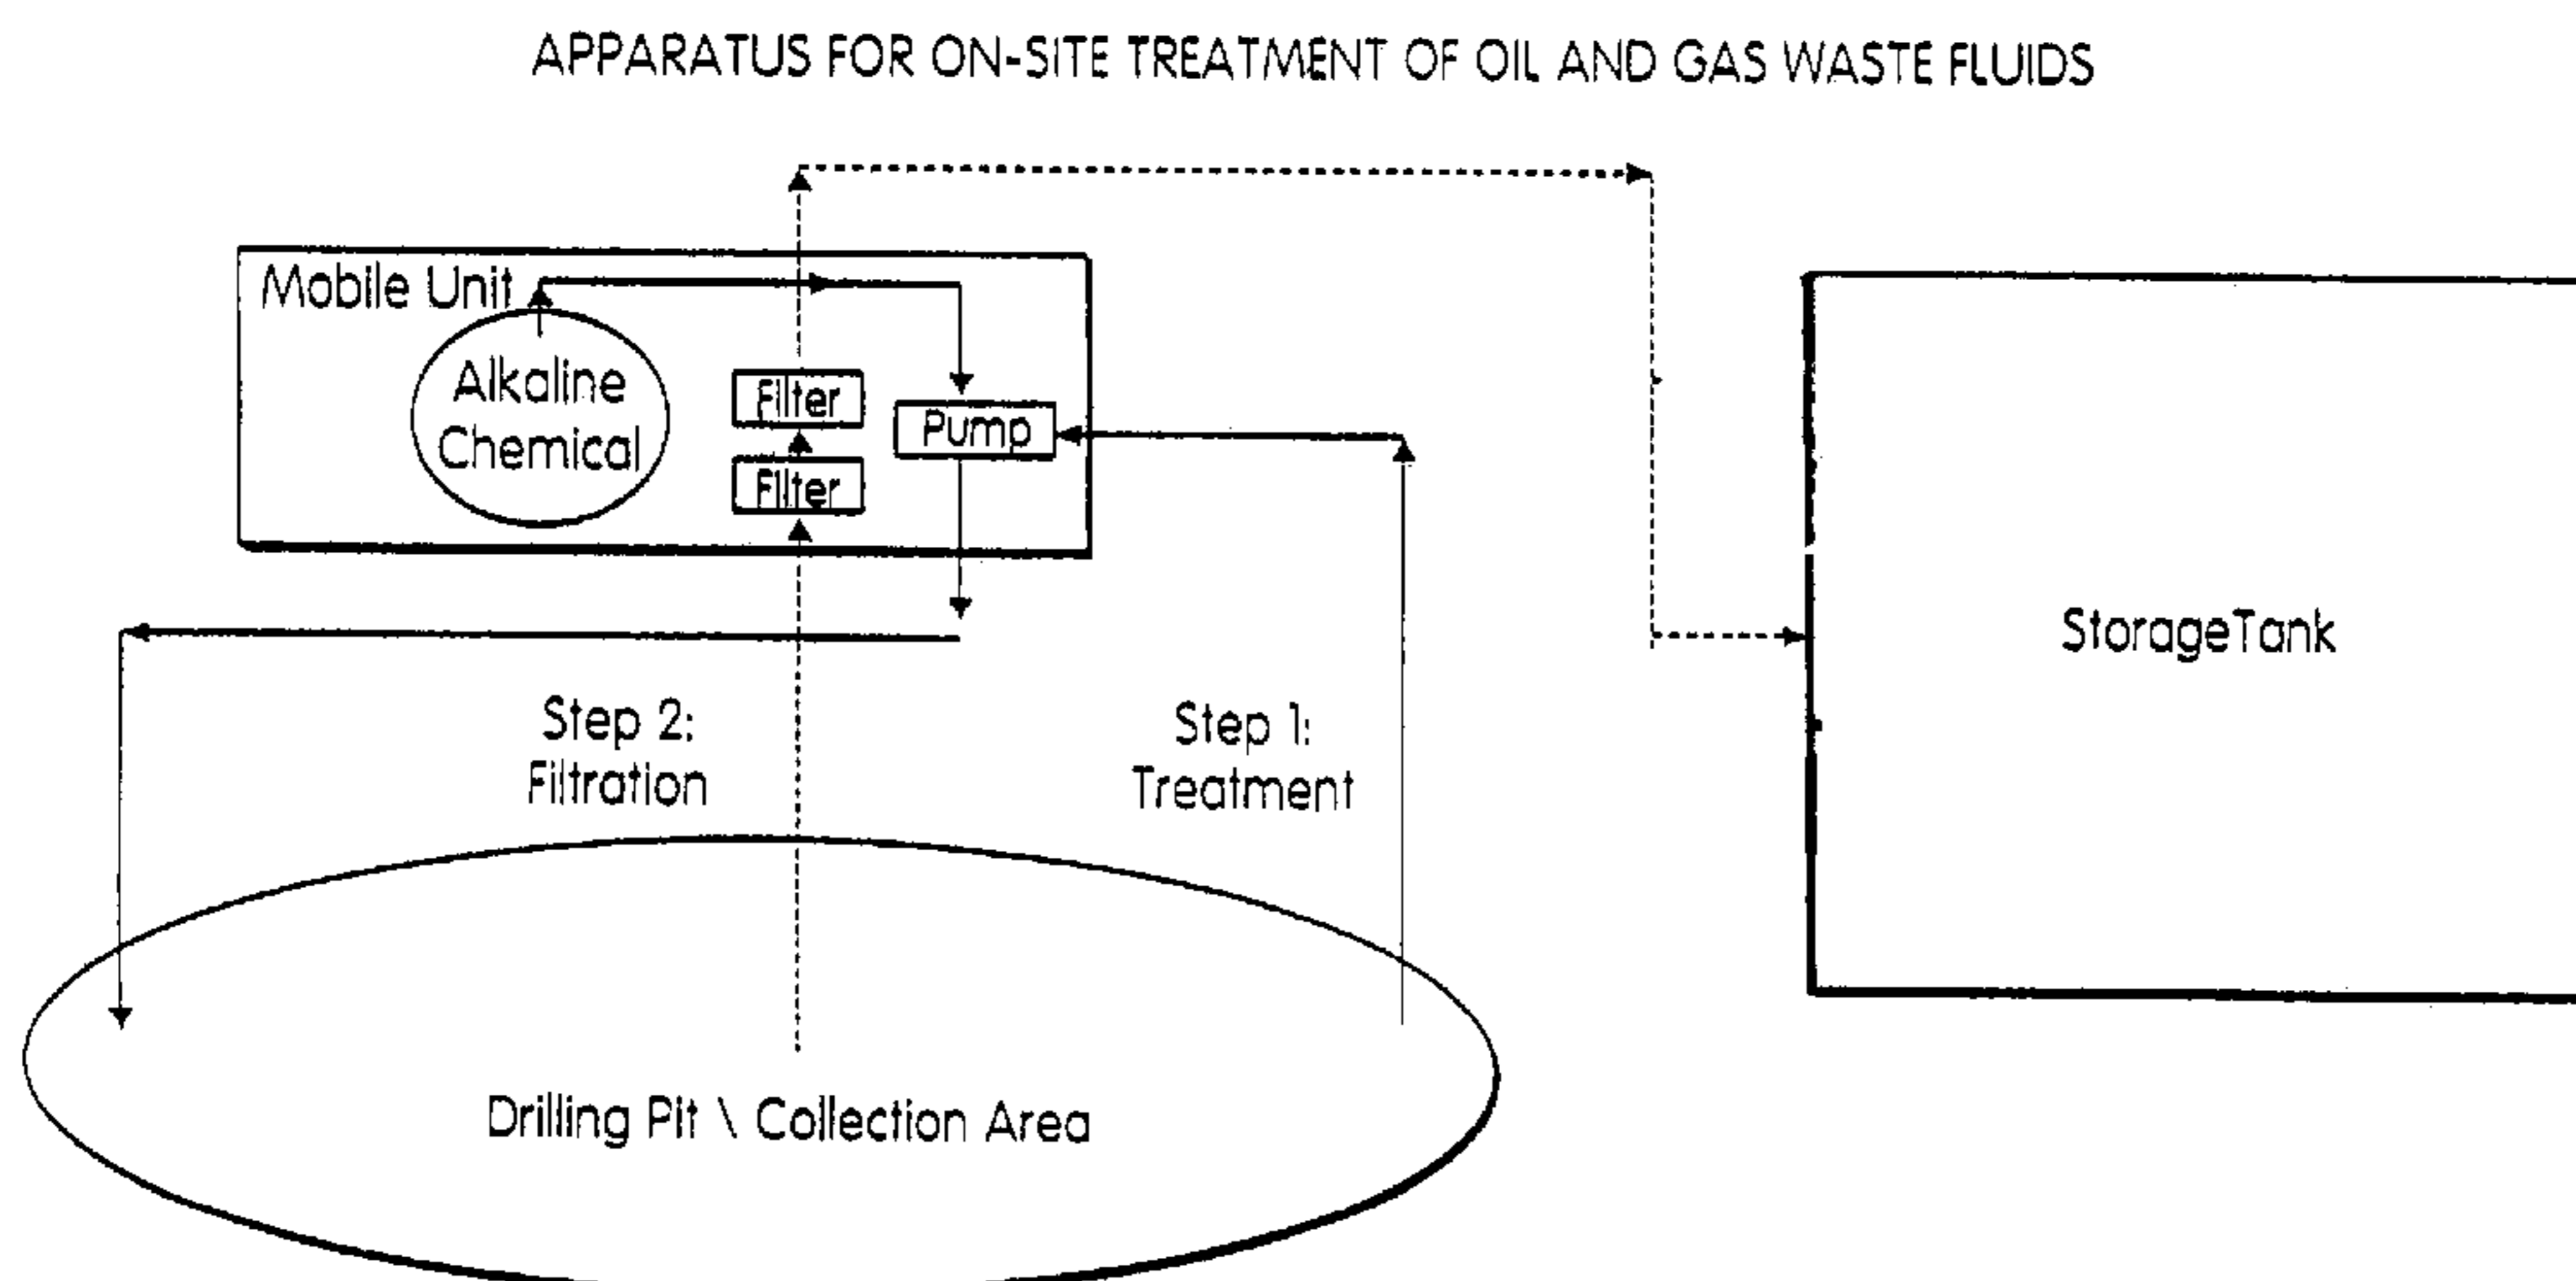 APPARATUS FOR ON-SITE TREATMENT OF OIL AND GAS WASTE FLUIDS
Mobile Unit
Alkaline
Chemical
Filter
Filter
Pump
StorageTank
Step 2:
Filtration
Step 1:
Treatment
Drilling Pit \ Collection Area